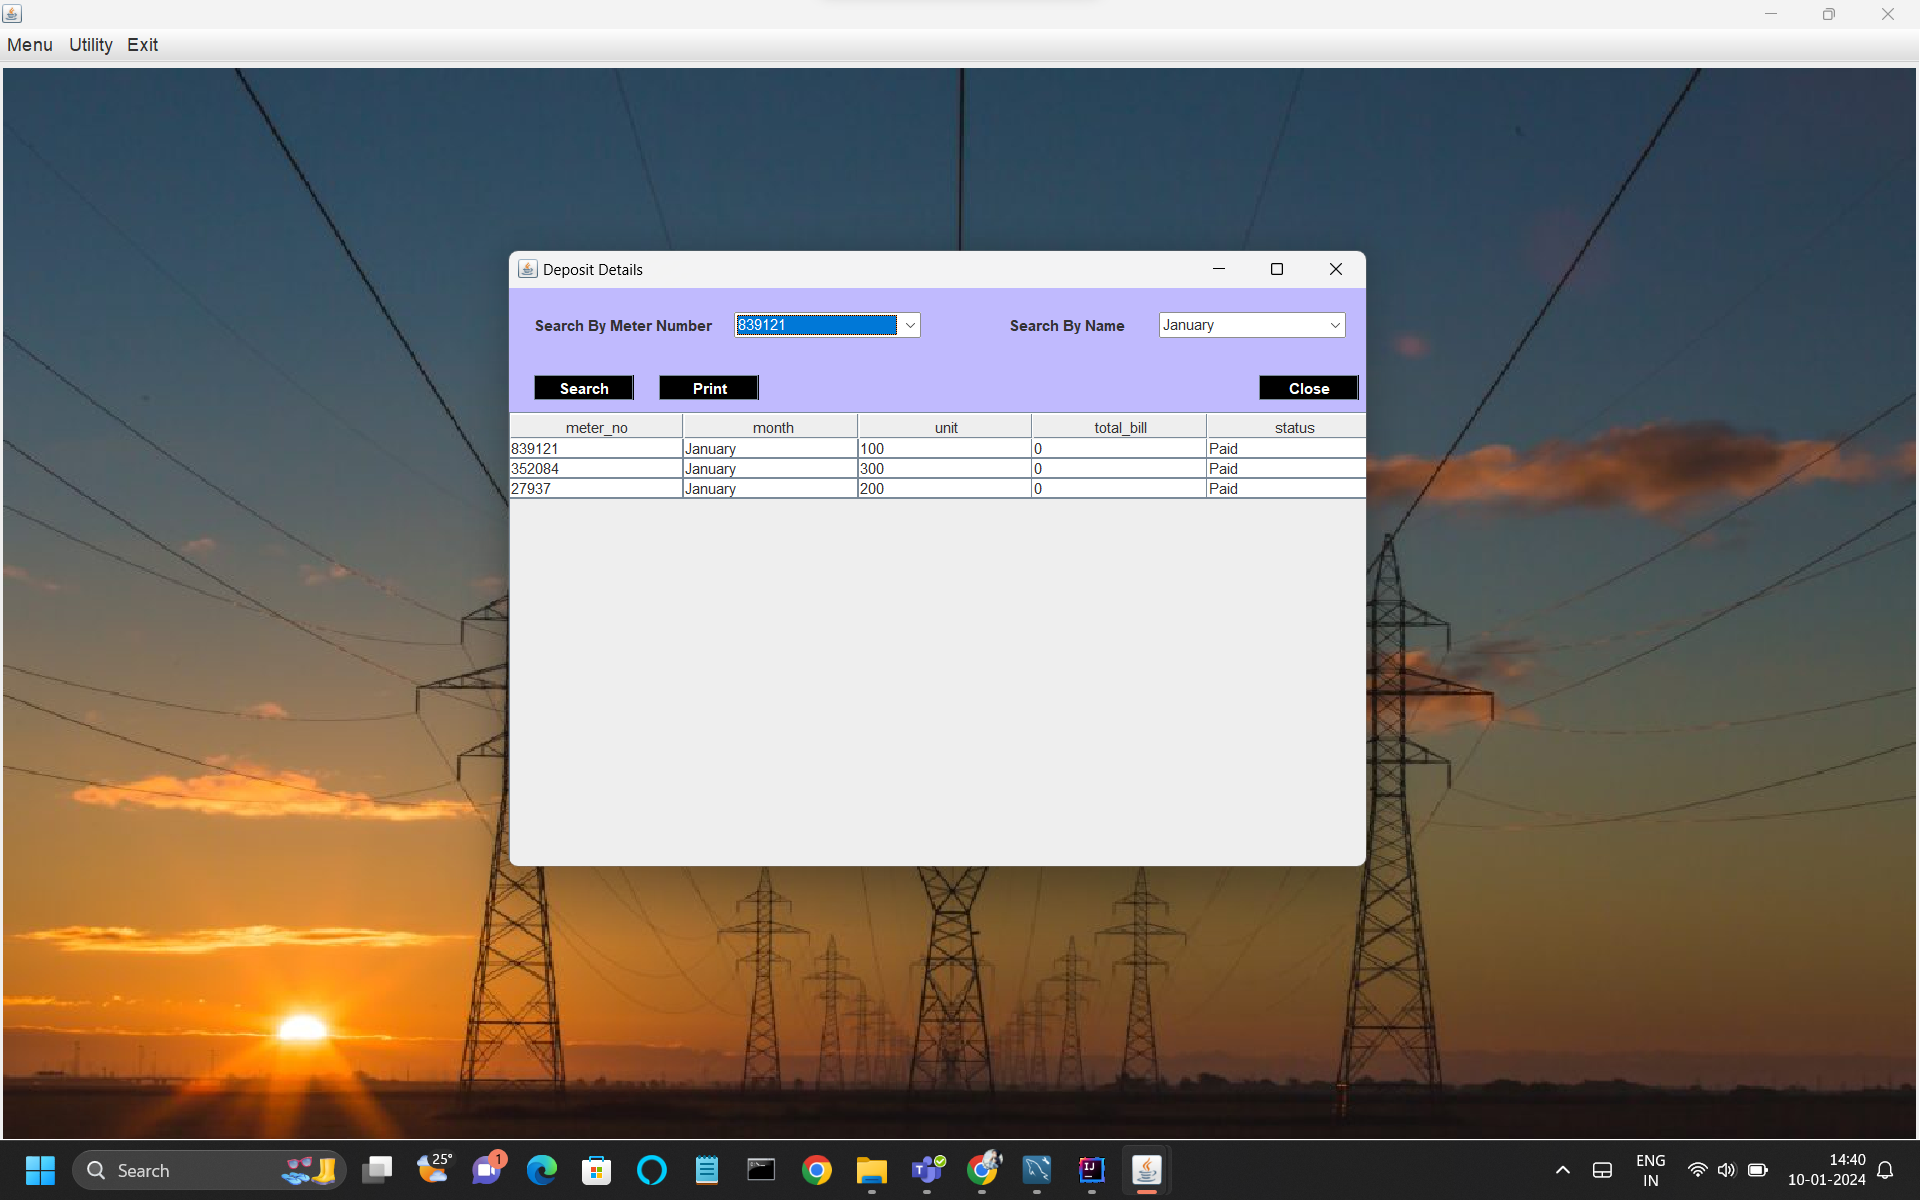 Menu Utility Exit
Deposit Details
Search By Meter Number 839121 Search By Name January
Search Print Close
meter_no month unit total_bill status
839121 January 100 0 Paid
352084 January 300 0 Paid
27937 January 200 0 Paid
Search 25° 1 IJ ENG 14:40
IN 10-01-2024